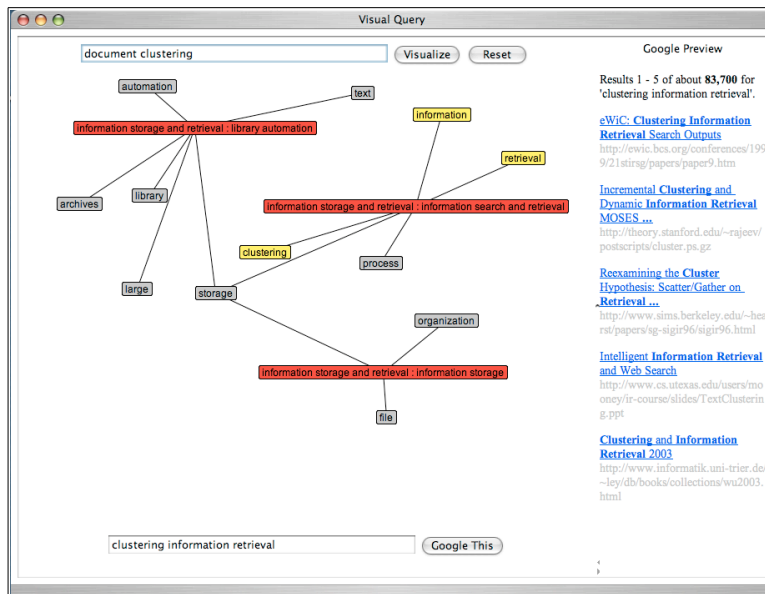 Visual Query
document clustering
Visualize
Reset
automation
text
information storage and retrieval : library automation
information
retrieval
archives
library
information storage and retrieval : information search and retrieval
clustering
process
large
storage
organization
information storage and retrieval : information storage
file
clustering information retrieval
Google This
Google Preview
Results 1 - 5 of about 83,700 for
'clustering information retrieval'.
eWiC: Clustering Information
Retrieval Search Outputs
http://ewic.bcs.org/conferences/199
9/21stirsg/papers/paper9.htm
Incremental Clustering and
Dynamic Information Retrieval
MOSES ...
http://theory.stanford.edu/~rajeev/
postscripts/cluster.ps.gz
Reexamining the Cluster
Hypothesis: Scatter/Gather on
Retrieval ...
http://www.sims.berkeley.edu/~hea
rst/papers/sg-sigir96/sigir96.html
Intelligent Information Retrieval
and Web Search
http://www.cs.utexas.edu/users/mo
oney/ir-course/slides/TextClusterin
g.ppt
Clustering and Information
Retrieval 2003
http://www.informatik.uni-trier.de/
~ley/db/books/collections/wu2003.
html